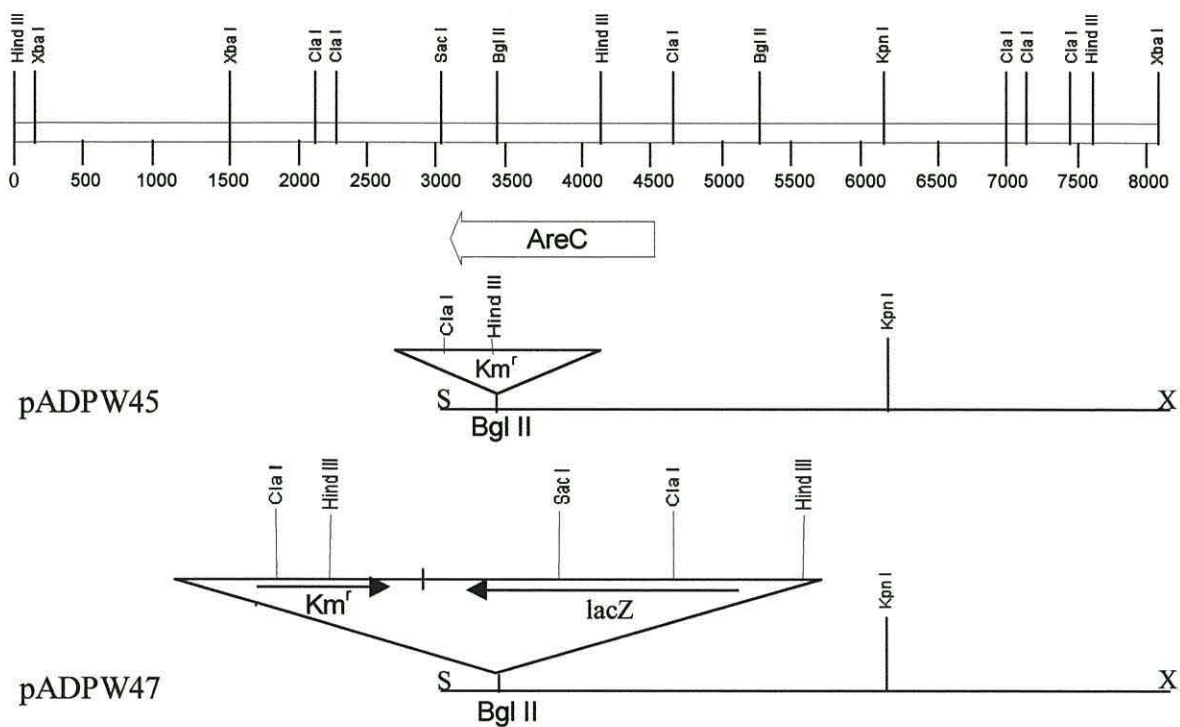 Hind III Xba I Xba I Cla I Cla I Sac I Bgl II Hind III Cla I Bgl II Kpn I Cla I Cla I Cla I Hind III Xba I
0 500 1000 1500 2000 2500 3000 3500 4000 4500 5000 5500 6000 6500 7000 7500 8000
AreC
Cla I Hind III Kpn I
Kmʳ
pADPW45 S X
Bgl II
Cla I Hind III Sac I Cla I Hind III
Kmʳ lacZ Kpn I
pADPW47 S X
Bgl II